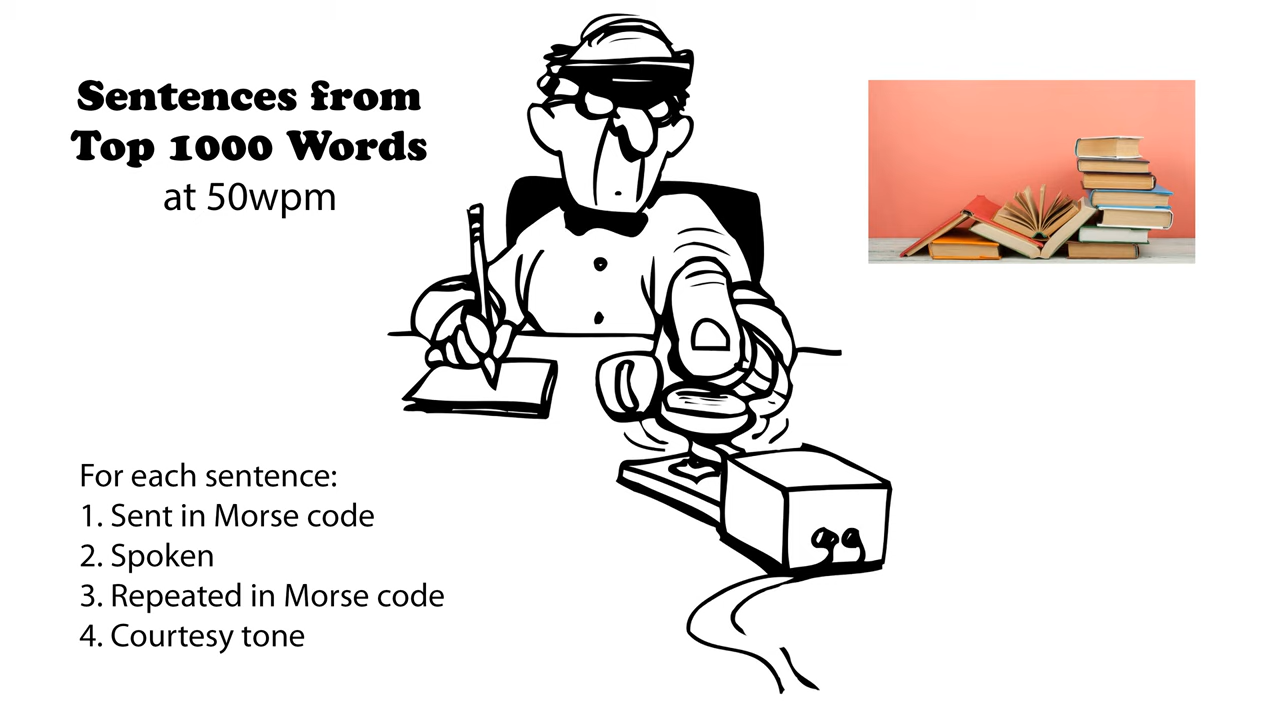 Sentences from
Top 1000 Words
at 50wpm
For each sentence:
1. Sent in Morse code
2. Spoken
3. Repeated in Morse code
4. Courtesy tone